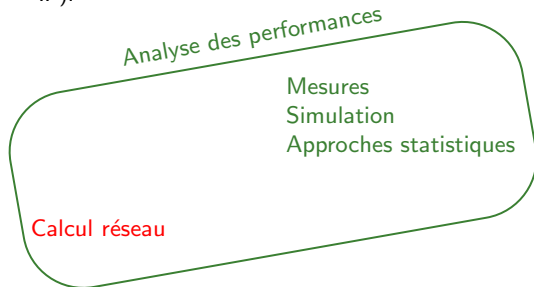 Analyse des performances
Mesures
Simulation
Approches statistiques
Calcul réseau